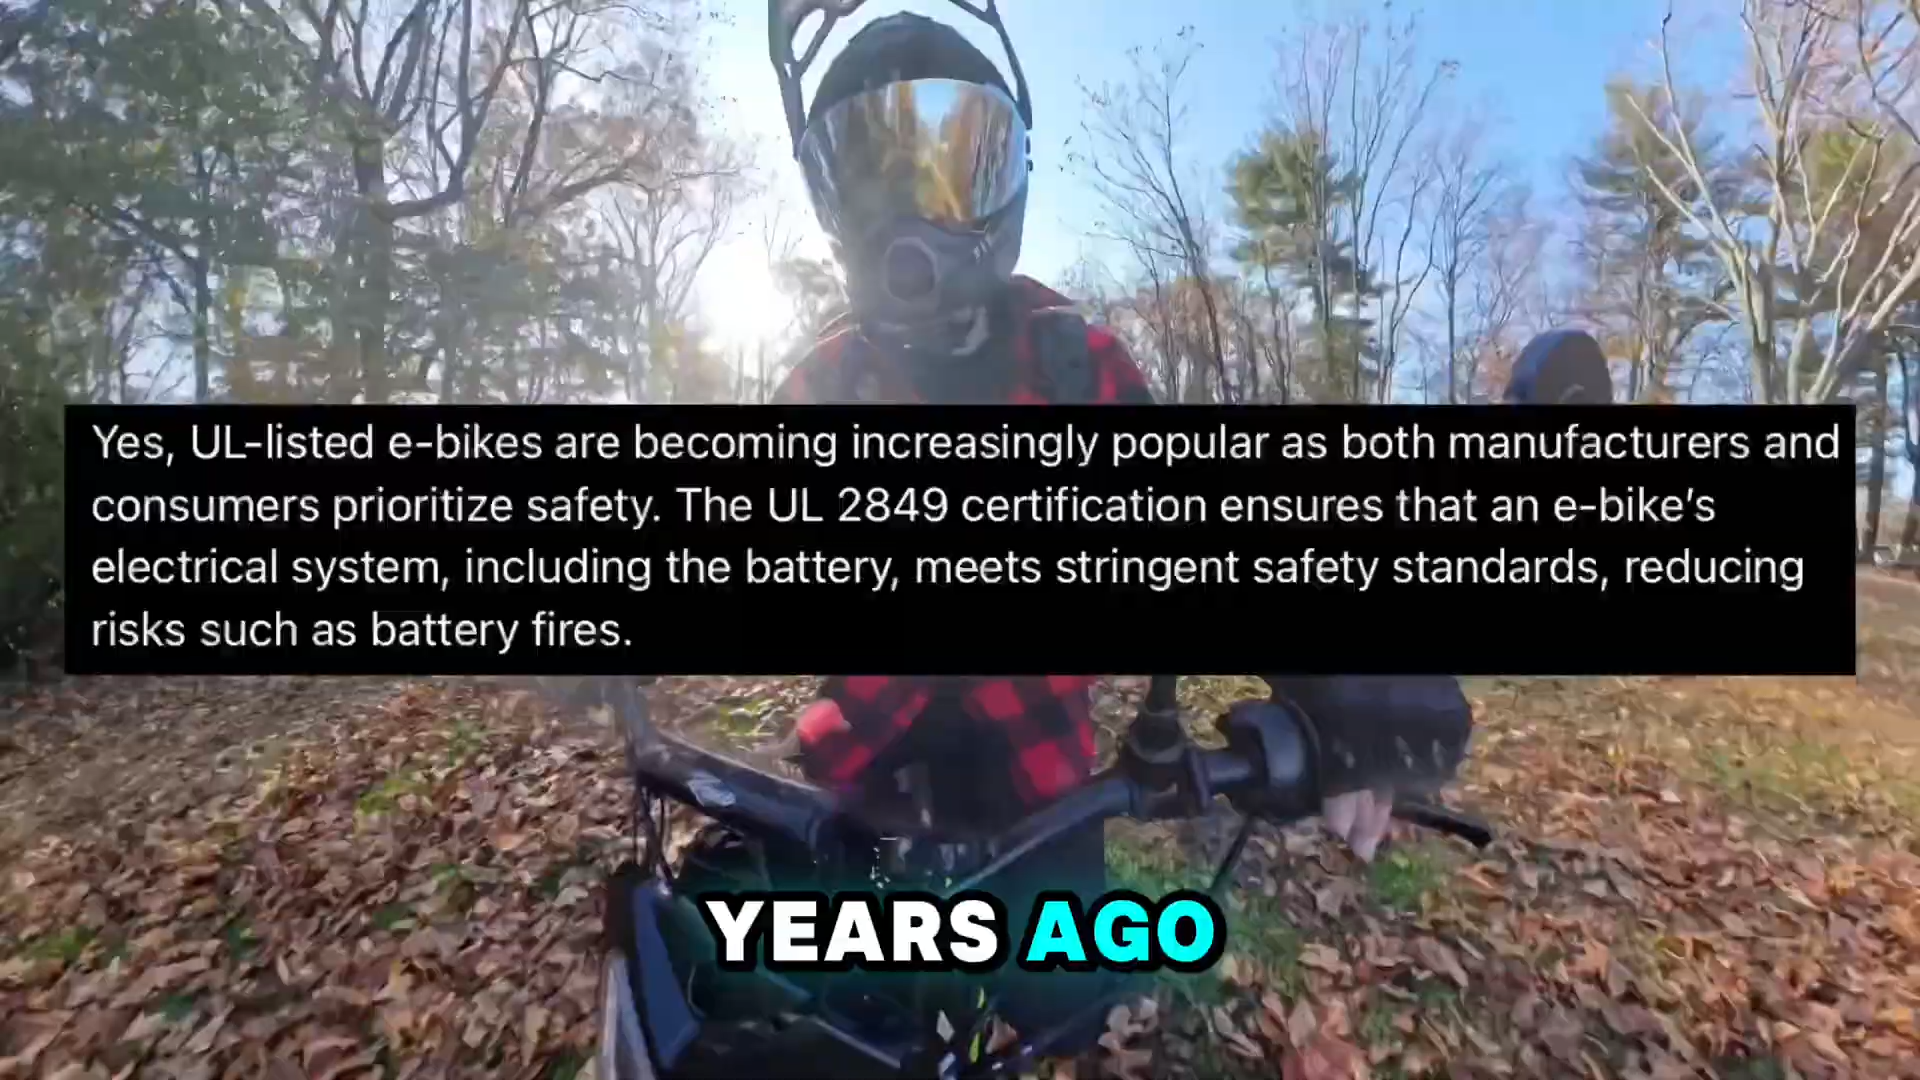 Yes, UL-listed e-bikes are becoming increasingly popular as both manufacturers and
consumers prioritize safety. The UL 2849 certification ensures that an e-bike’s
electrical system, including the battery, meets stringent safety standards, reducing
risks such as battery fires.
YEARS AGO